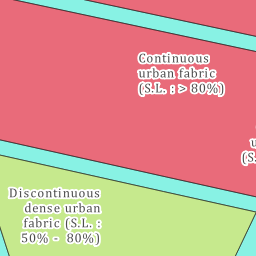 Continuous
urban fabric
(S.L. : > 80%)
Discontinuous
dense urban
fabric (S.L. :
50% - 80%)